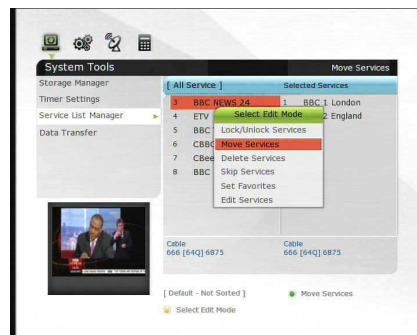 System Tools
Move Services
Storage Manager
Timer Settings
Service List Manager
Data Transfer
[ All Service ]
Selected Services
3 BBC NEWS 24
4 ETV
5 BBC
6 CBBC
7 CBee
8 BBC
1 BBC 1 London
2 England
Select Edit Mode
Lock/Unlock Services
Move Services
Delete Services
Skip Services
Set Favorites
Edit Services
Cable
666 [64Q] 6875
Cable
666 [64Q] 6875
[ Default - Not Sorted ]
Move Services
Select Edit Mode